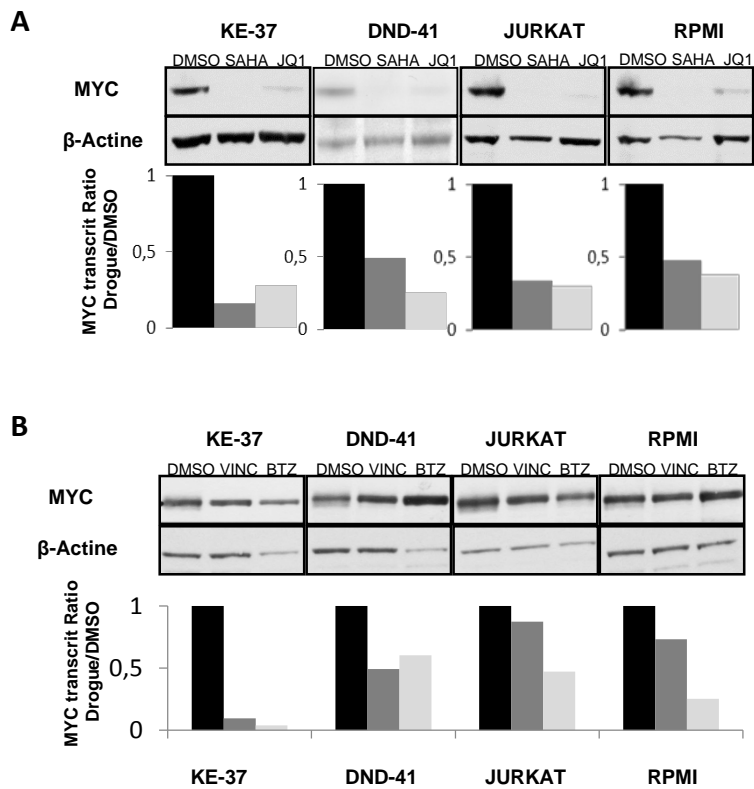 A
KE-37 DND-41 JURKAT RPMI
DMSO SAHA JQ1 DMSO SAHA JQ1 DMSO SAHA JQ1 DMSO SAHA JQ1
MYC
β-Actine
MYC transcrit Ratio
Drogue/DMSO
1 1 1 1
0,5 0,5 0,5 0,5
0 0 0 0
B
KE-37 DND-41 JURKAT RPMI
DMSO VINC BTZ DMSO VINC BTZ DMSO VINC BTZ DMSO VINC BTZ
MYC
β-Actine
MYC transcrit Ratio
Drogue/DMSO
1
0,5
0
KE-37 DND-41 JURKAT RPMI